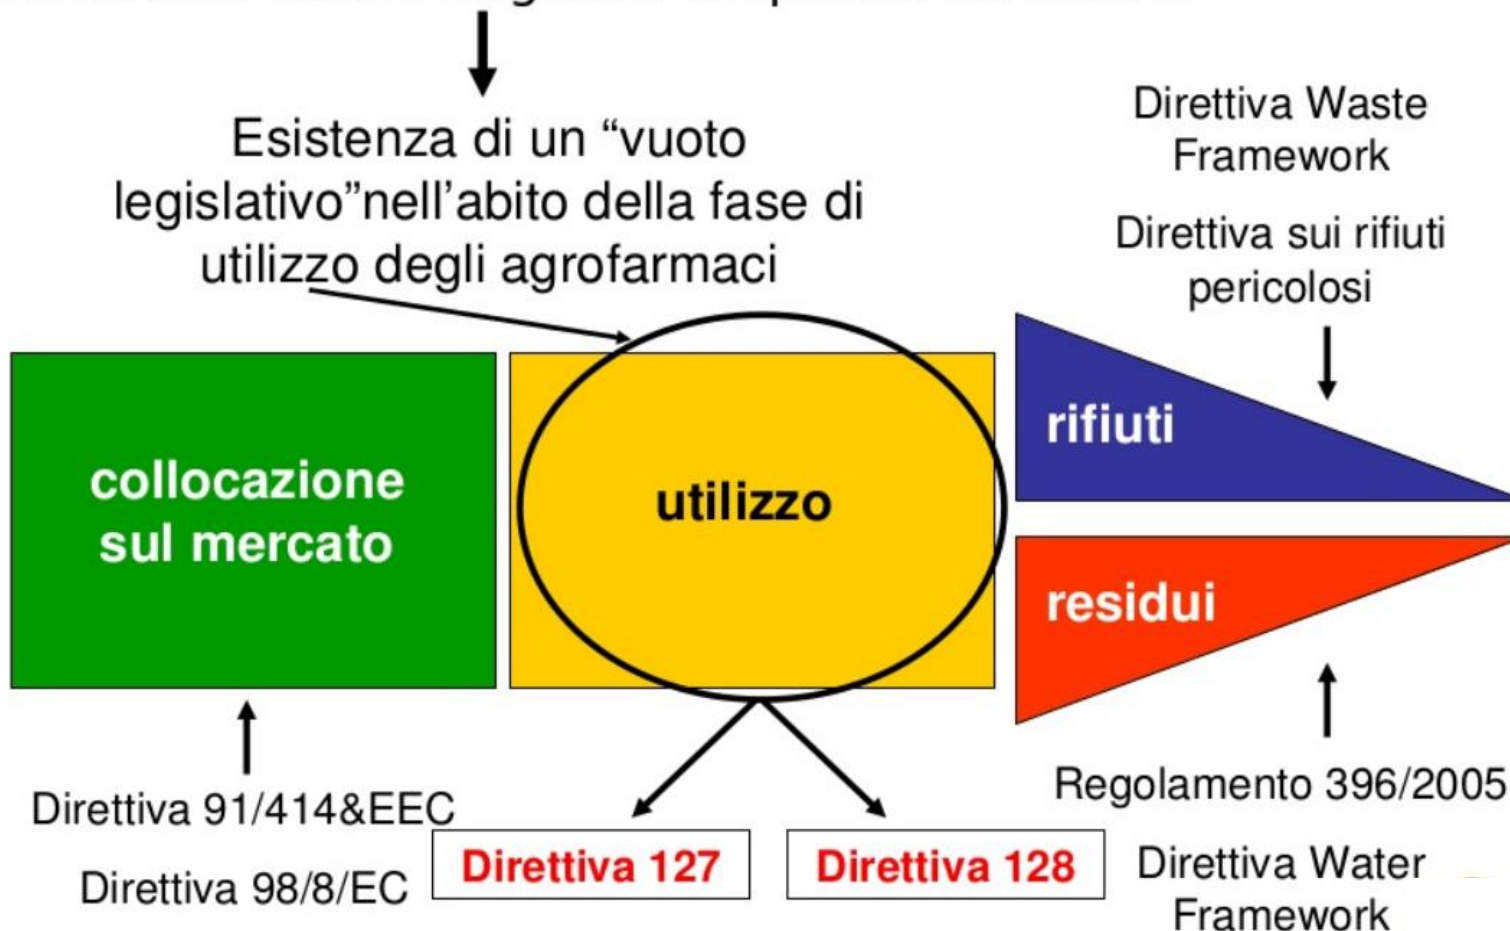 Esistenza di un “vuoto
legislativo”nell’abito della fase di
utilizzo degli agrofarmaci
Direttiva Waste
Framework
Direttiva sui rifiuti
pericolosi
collocazione
sul mercato
utilizzo
rifiuti
residui
Direttiva 91/414&EEC
Direttiva 98/8/EC
Direttiva 127
Direttiva 128
Regolamento 396/2005
Direttiva Water
Framework